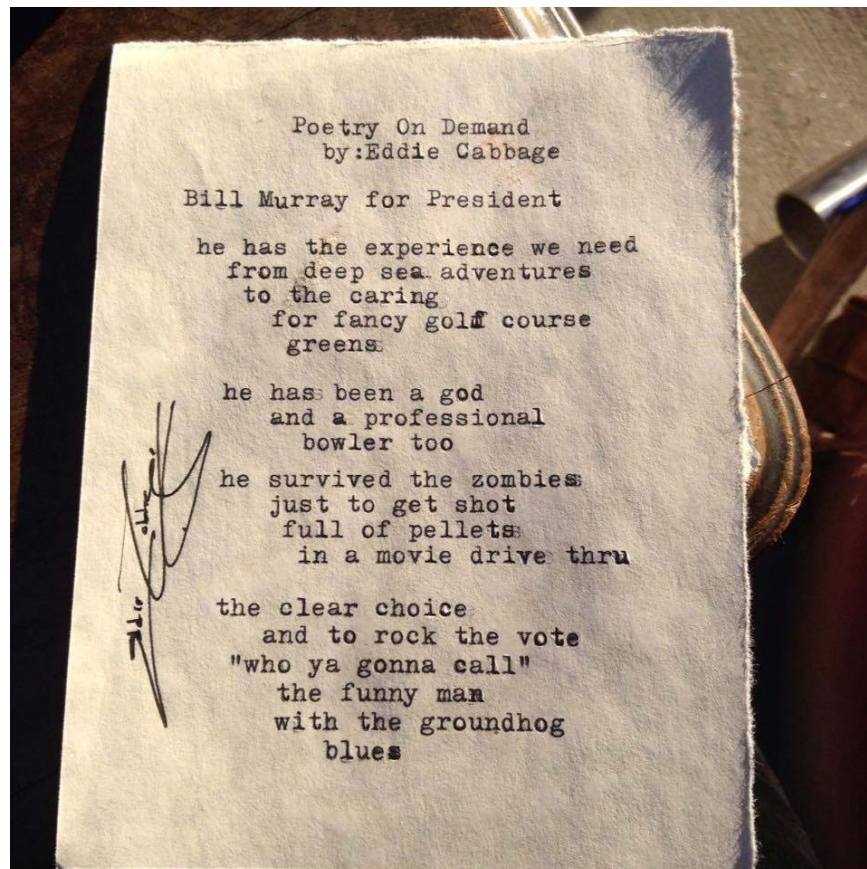 Poetry On Demand
by:Eddie Cabbage
Bill Murray for President
he has the experience we need
from deep sea adventures
to the caring
for fancy golf course
greens
he has been a god
and a professional
bowler too
he survived the zombies
just to get shot
full of pellets
in a movie drive thru
the clear choice
and to rock the vote
"who ya gonna call"
the funny man
with the groundhog
blues